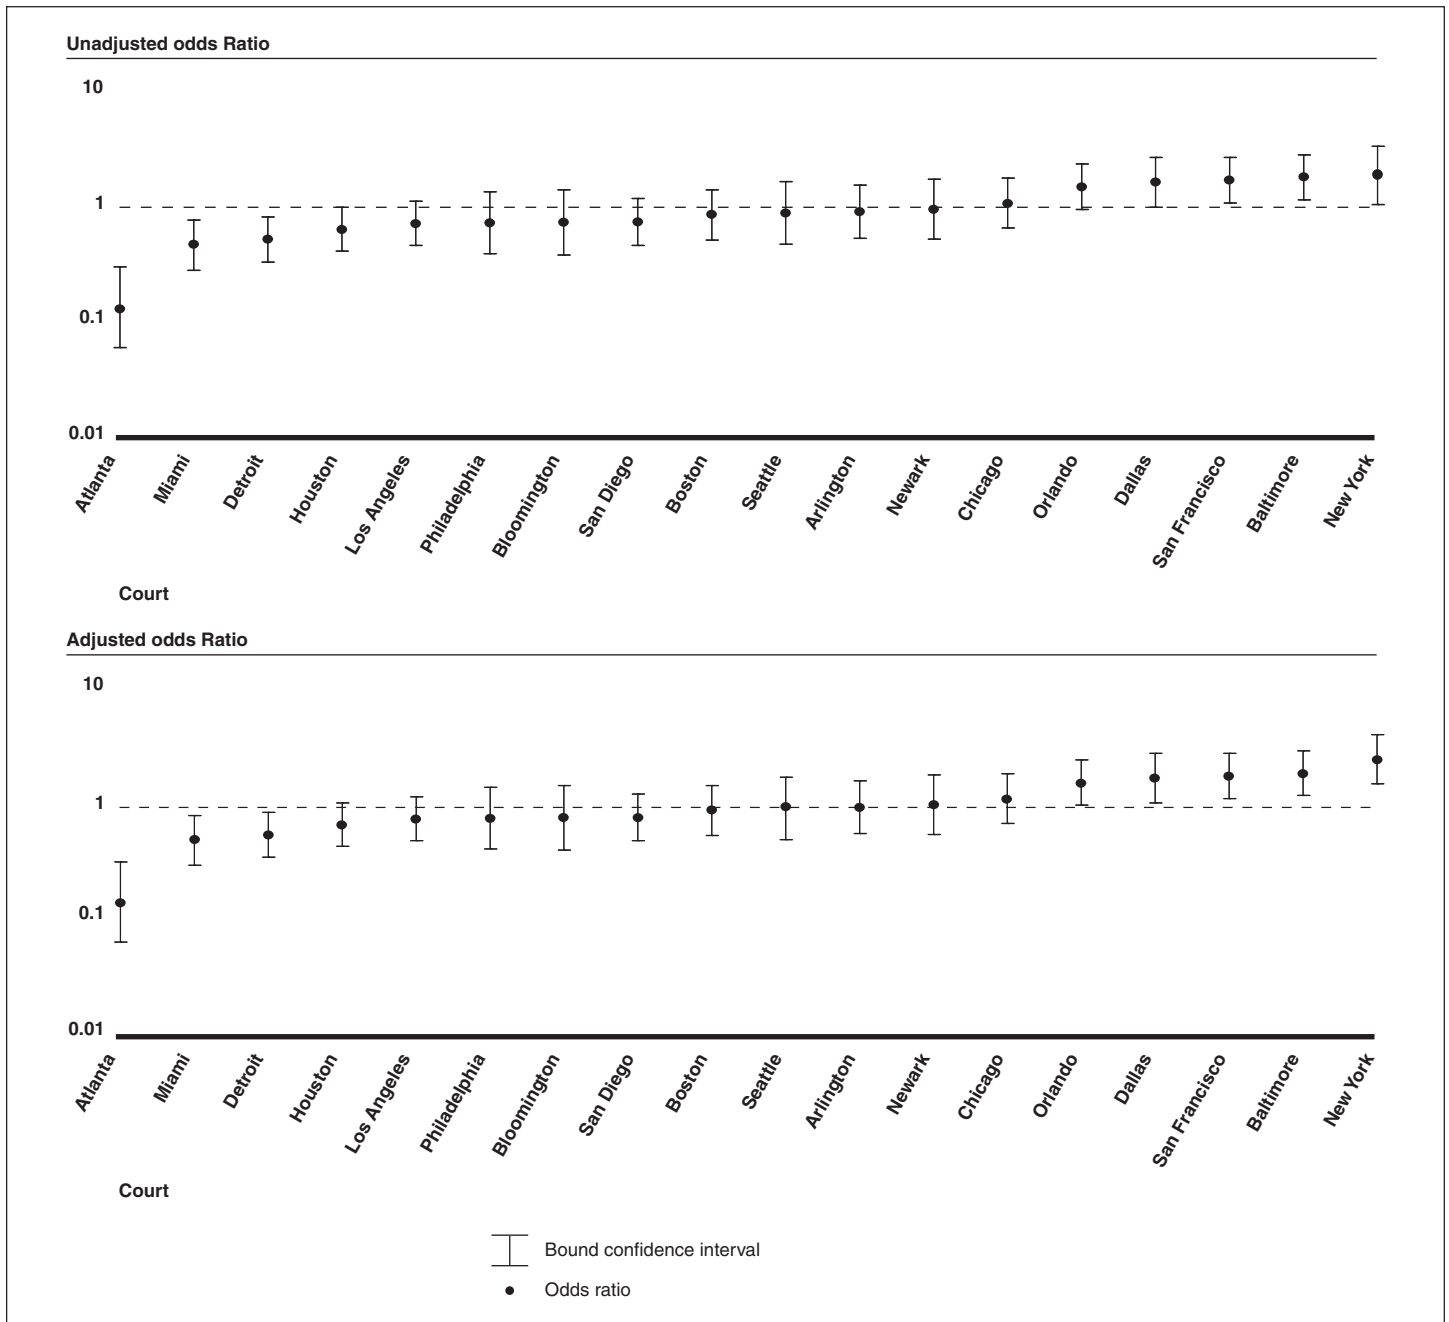 Unadjusted odds Ratio
10
1
0.1
0.01
Atlanta
Miami
Detroit
Houston
Los Angeles
Philadelphia
Bloomington
San Diego
Boston
Seattle
Arlington
Newark
Chicago
Orlando
Dallas
San Francisco
Baltimore
New York
Court
Adjusted odds Ratio
10
1
0.1
0.01
Atlanta
Miami
Detroit
Houston
Los Angeles
Philadelphia
Bloomington
San Diego
Boston
Seattle
Arlington
Newark
Chicago
Orlando
Dallas
San Francisco
Baltimore
New York
Court
Bound confidence interval
Odds ratio